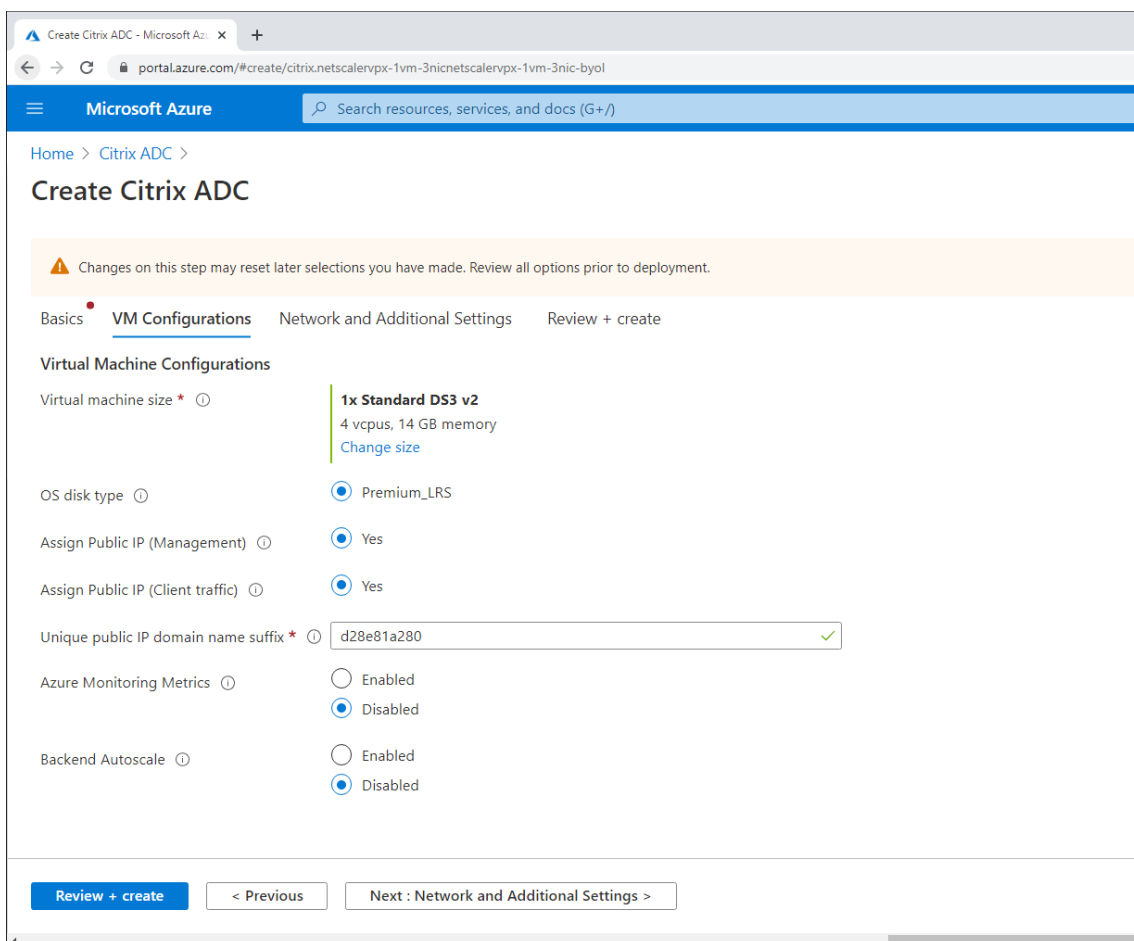 Create Citrix ADC - Microsoft Azu
portal.azure.com/#create/citrix.netscalervpx-1vm-3nicnetscalervpx-1vm-3nic-byol
Microsoft Azure
Search resources, services, and docs (G+/)
Home > Citrix ADC >
Create Citrix ADC
Changes on this step may reset later selections you have made. Review all options prior to deployment.
Basics VM Configurations Network and Additional Settings Review + create
Virtual Machine Configurations
Virtual machine size *
1x Standard DS3 v2
4 vcpus, 14 GB memory
Change size
OS disk type
Premium_LRS
Assign Public IP (Management)
Yes
Assign Public IP (Client traffic)
Yes
Unique public IP domain name suffix *
d28e81a280
Azure Monitoring Metrics
Enabled
Disabled
Backend Autoscale
Enabled
Disabled
Review + create
< Previous
Next : Network and Additional Settings >